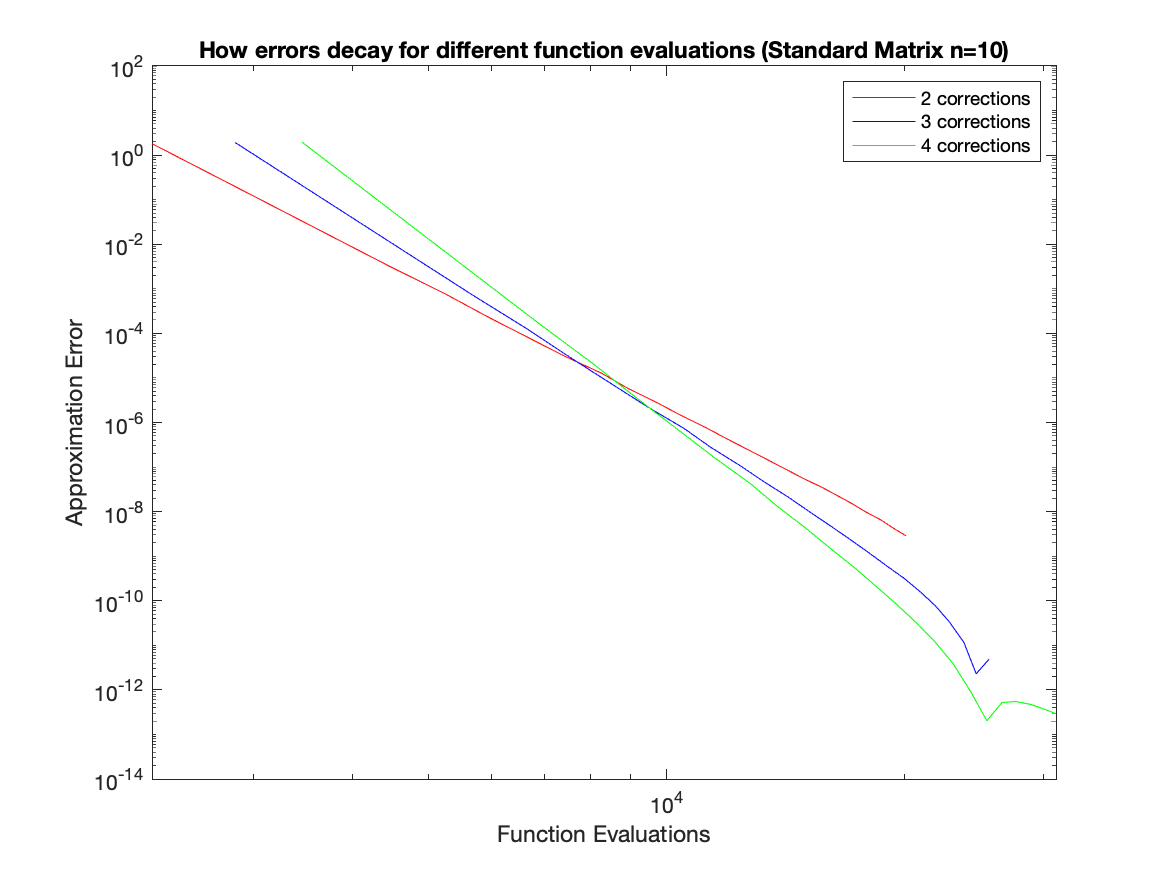 How errors decay for different function evaluations (Standard Matrix n=10)
10^2
10^0
10^-2
10^-4
10^-6
10^-8
10^-10
10^-12
10^-14
Approximation Error
2 corrections
3 corrections
4 corrections
10^4
Function Evaluations